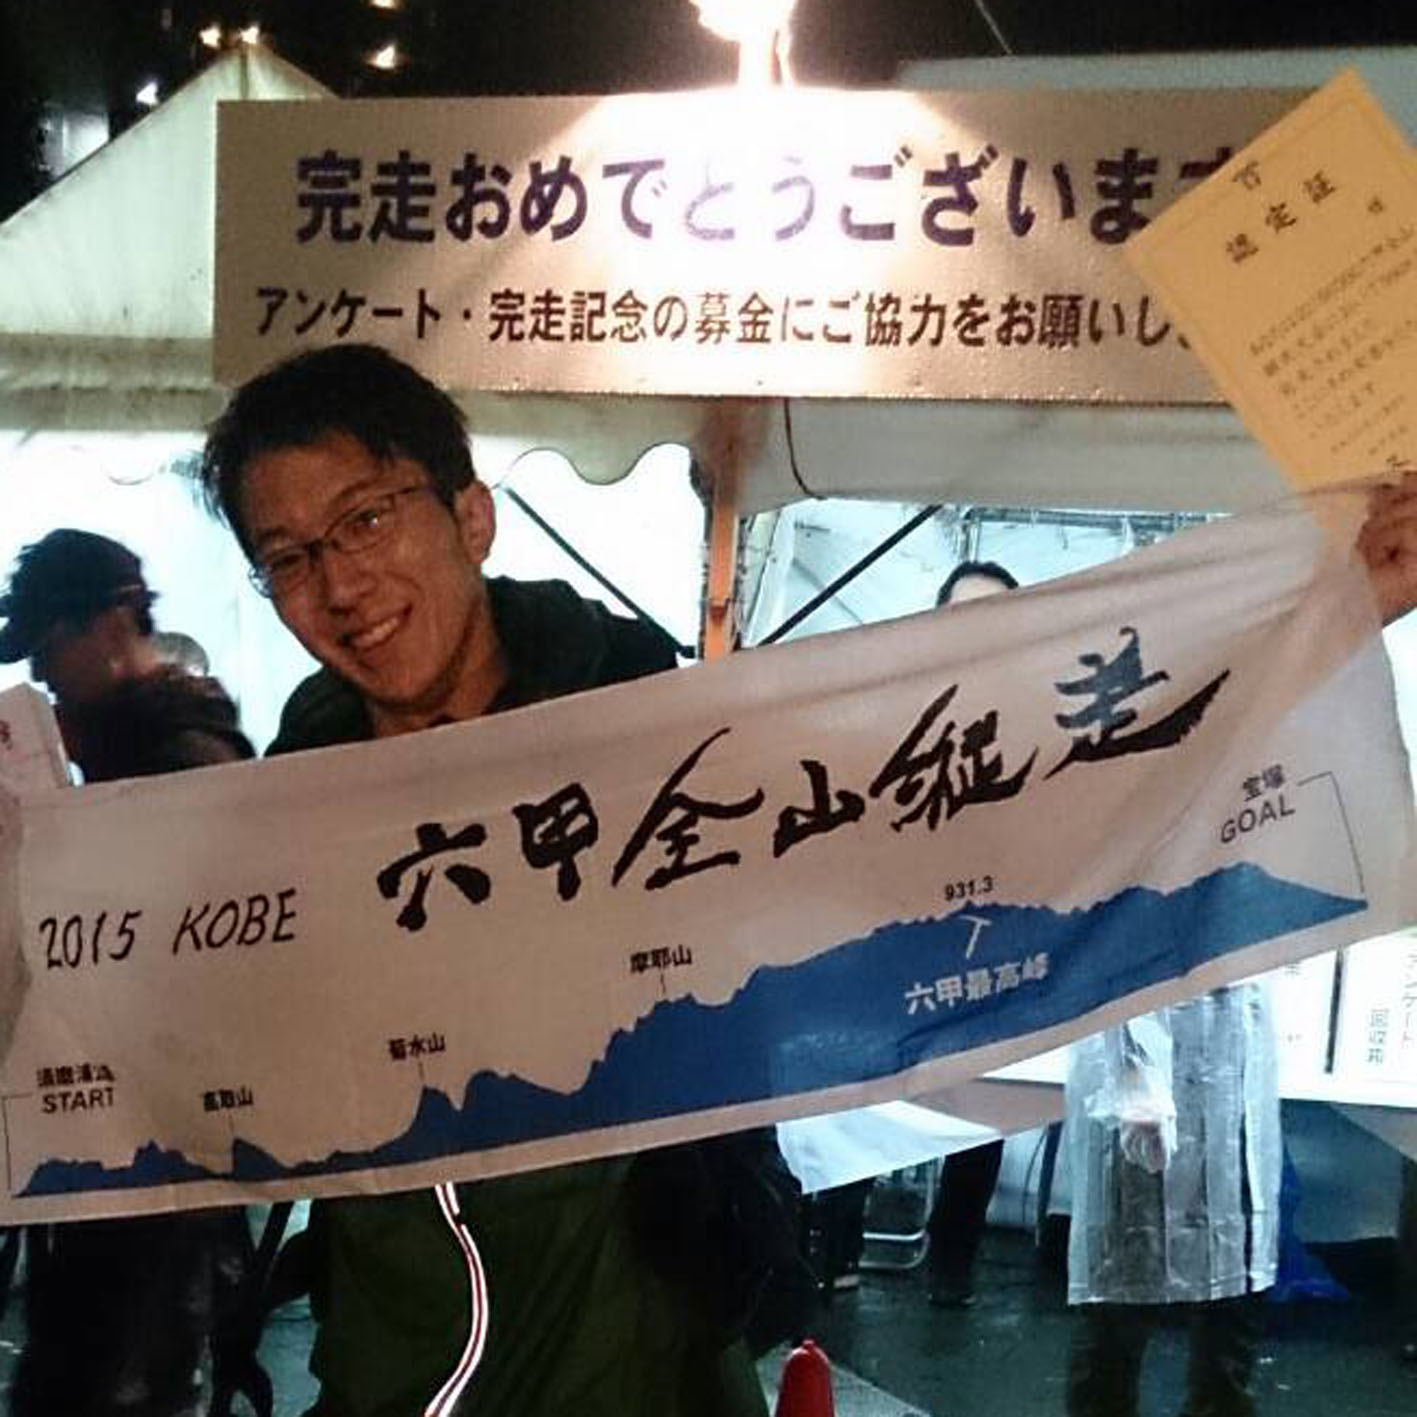 完走おめでとうございま
アンケート・完走記念の募金にご協力をお願いし
認定証
2015 KOBE 六甲全山縦走
宝塚
GOAL
931.3
六甲最高峰
摩耶山
菊水山
高取山
須磨浦
START
アンケート
回収